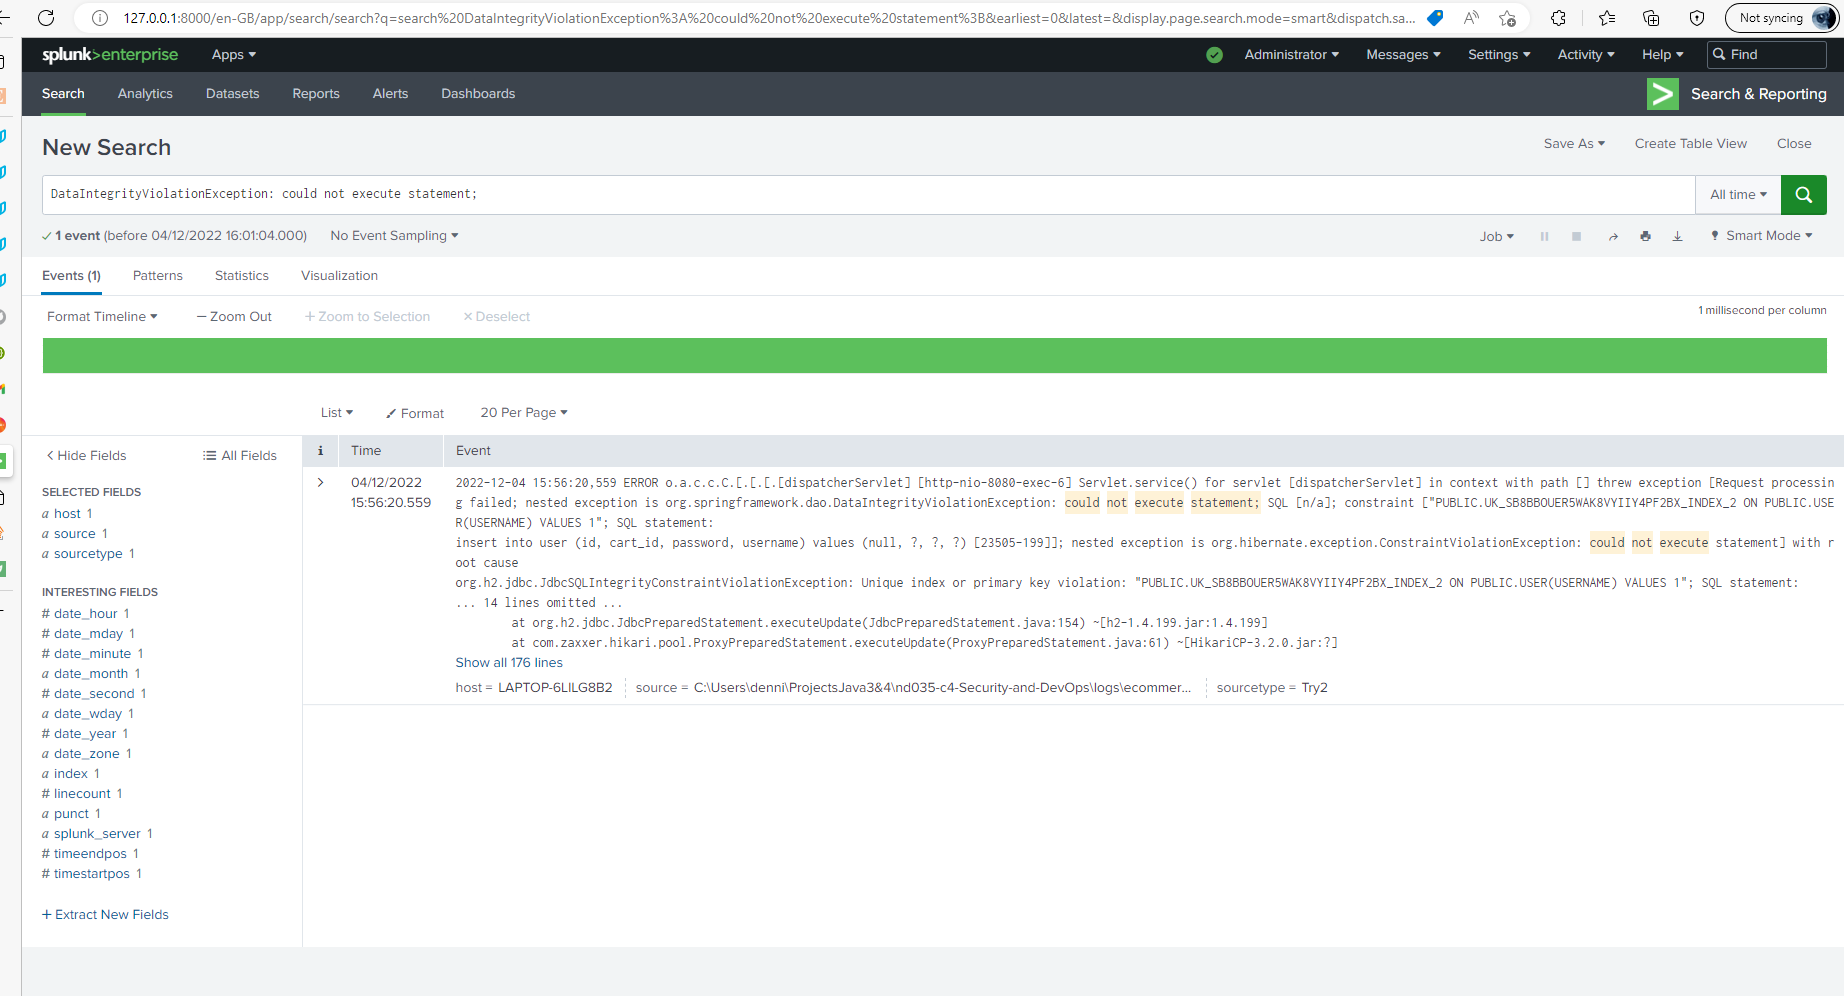 127.0.0.1:8000/en-GB/app/search/search?q=search%20DataIntegrityViolationException%3A%20could%20not%20execute%20statement%3B&earliest=0&latest=&display.page.search.mode=smart&dispatch.sa...
Not syncing
splunk>enterprise Apps
Administrator Messages Settings Activity Help Find
Search Analytics Datasets Reports Alerts Dashboards
Search & Reporting
New Search
Save As Create Table View Close
DataIntegrityViolationException: could not execute statement;
All time
1 event (before 04/12/2022 16:01:04.000) No Event Sampling
Job Smart Mode
Events (1) Patterns Statistics Visualization
Format Timeline — Zoom Out + Zoom to Selection × Deselect
1 millisecond per column
List Format 20 Per Page
< Hide Fields All Fields
SELECTED FIELDS
a host 1
a source 1
a sourcetype 1
INTERESTING FIELDS
# date_hour 1
# date_mday 1
# date_minute 1
a date_month 1
# date_second 1
a date_wday 1
# date_year 1
a date_zone 1
a index 1
# linecount 1
a punct 1
a splunk_server 1
# timeendpos 1
# timestartpos 1
+ Extract New Fields
i Time Event
> 04/12/2022
15:56:20.559
2022-12-04 15:56:20,559 ERROR o.a.c.c.C.[.[.[.[dispatcherServlet] [http-nio-8080-exec-6] Servlet.service() for servlet [dispatcherServlet] in context with path [] threw exception [Request processin
g failed; nested exception is org.springframework.dao.DataIntegrityViolationException: could not execute statement; SQL [n/a]; constraint ["PUBLIC.UK_SB8BBOUER5WAK8VYIIY4PF2BX_INDEX_2 ON PUBLIC.USE
R(USERNAME) VALUES 1"; SQL statement:
insert into user (id, cart_id, password, username) values (null, ?, ?, ?) [23505-199]]; nested exception is org.hibernate.exception.ConstraintViolationException: could not execute statement] with r
oot cause
org.h2.jdbc.JdbcSQLIntegrityConstraintViolationException: Unique index or primary key violation: "PUBLIC.UK_SB8BBOUER5WAK8VYIIY4PF2BX_INDEX_2 ON PUBLIC.USER(USERNAME) VALUES 1"; SQL statement:
... 14 lines omitted ...
at org.h2.jdbc.JdbcPreparedStatement.executeUpdate(JdbcPreparedStatement.java:154) ~[h2-1.4.199.jar:1.4.199]
at com.zaxxer.hikari.pool.ProxyPreparedStatement.executeUpdate(ProxyPreparedStatement.java:61) ~[HikariCP-3.2.0.jar:?]
Show all 176 lines
host = LAPTOP-6LILG8B2 source = C:\Users\denni\ProjectsJava3&4\nd035-c4-Security-and-DevOps\logs\ecommer... sourcetype = Try2